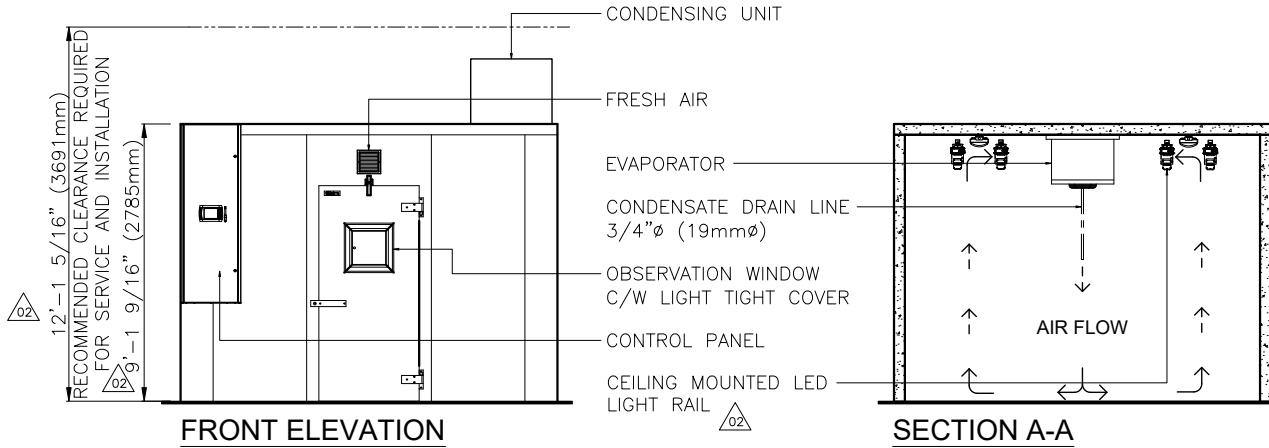 CONDENSING UNIT
FRESH AIR
EVAPORATOR
CONDENSATE DRAIN LINE
3/4"ø (19mmø)
OBSERVATION WINDOW
C/W LIGHT TIGHT COVER
CONTROL PANEL
CEILING MOUNTED LED
LIGHT RAIL
02
02
12'-1 5/16" (3691mm)
RECOMMENDED CLEARANCE REQUIRED
FOR SERVICE AND INSTALLATION
02
9'-1 9/16" (2785mm)
AIR FLOW
FRONT ELEVATION
SECTION A-A